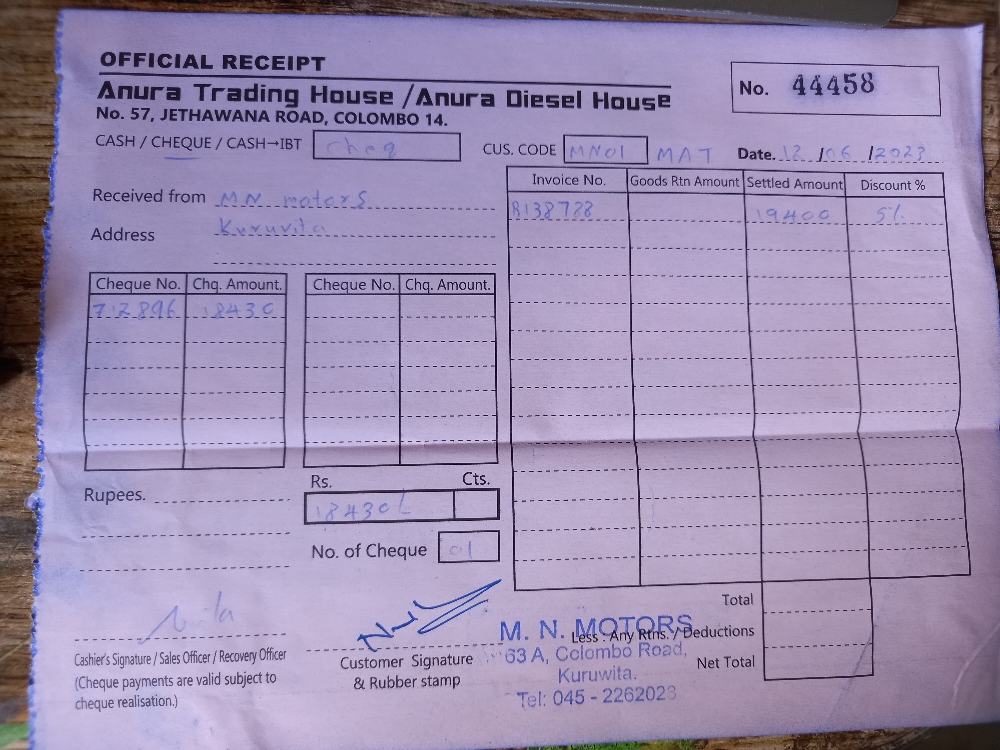 OFFICIAL RECEIPT
Anura Trading House / Anura Diesel House
No. 57, JETHAWANA ROAD, COLOMBO 14.
No. 44458
CASH / CHEQUE / CASH→IBT cheq
CUS. CODE MN01 MAT Date. 12 /06 /2023
Received from MN motors
Address Kuruvita
Invoice No. Goods Rtn Amount Settled Amount Discount %
8138788 19400 5%
Cheque No. Chq. Amount. Cheque No. Chq. Amount.
712896 18430
Rupees.
Rs. Cts.
18430
No. of Cheque 01
Total
Less : Any Rtns. / Deductions
Net Total
Cashier's Signature / Sales Officer / Recovery Officer
(Cheque payments are valid subject to
cheque realisation.)
Customer Signature
& Rubber stamp
M. N. MOTORS
63 A, Colombo Road,
Kuruwita.
Tel: 045 - 2262023